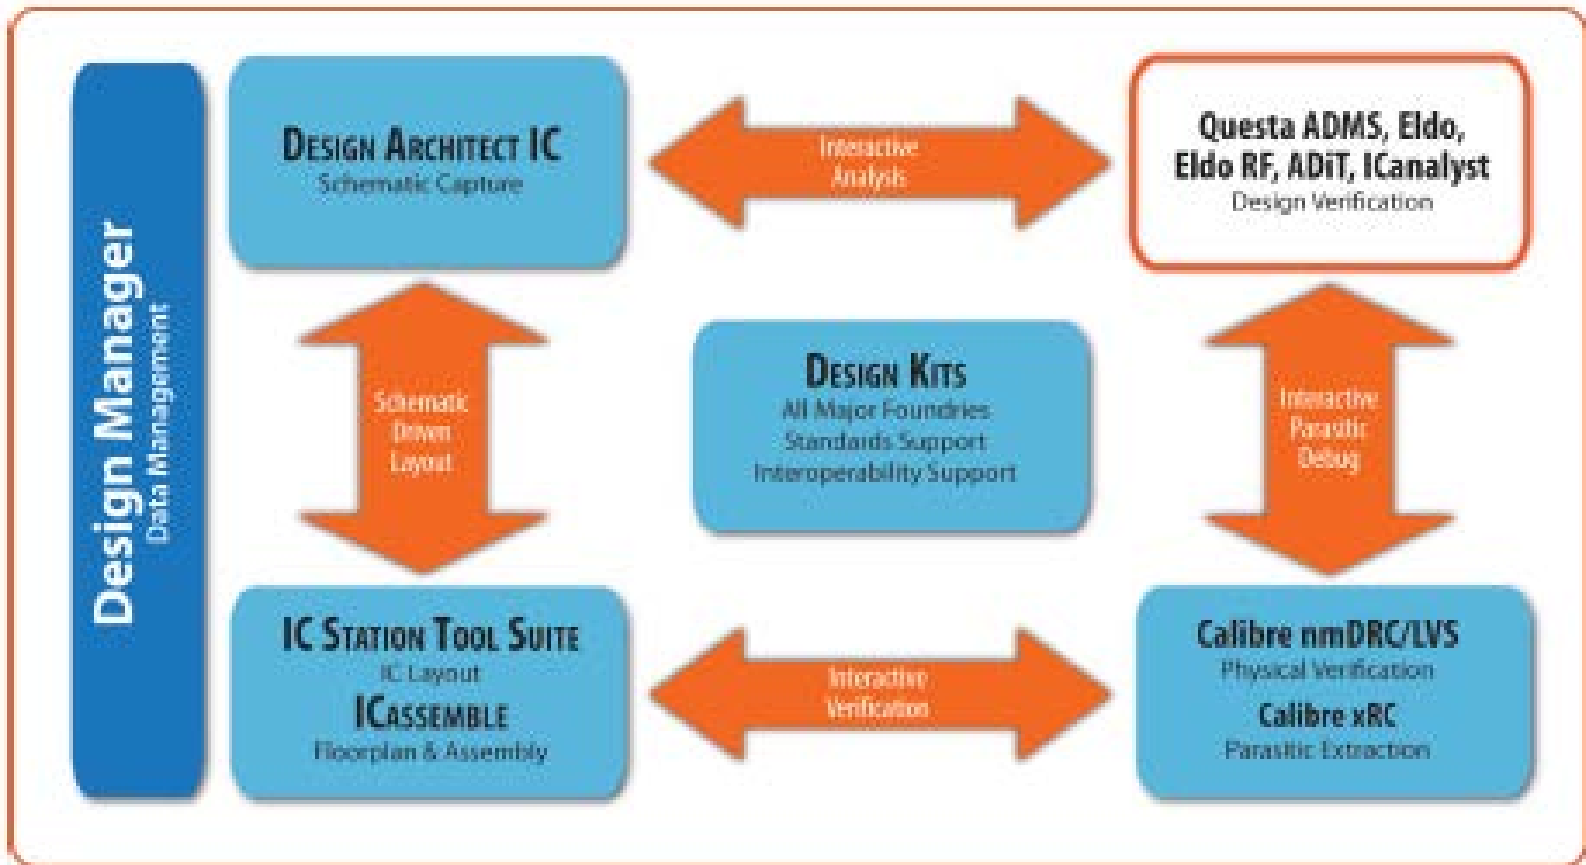 Design Manager
Data Management
DESIGN ARCHITECT IC
Schematic Capture
Interactive
Analysis
Questa ADMS, Eldo,
Eldo RF, ADiT, ICanalyst
Design Verification
Schematic
Driven
Layout
DESIGN KITS
All Major Foundries
Standards Support
Interoperability Support
Interactive
Parasitic
Debug
IC STATION TOOL SUITE
IC Layout
ICASSEMBLE
Floorplan & Assembly
Interactive
Verification
Calibre nmDRC/LVS
Physical Verification
Calibre xRC
Parasitic Extraction